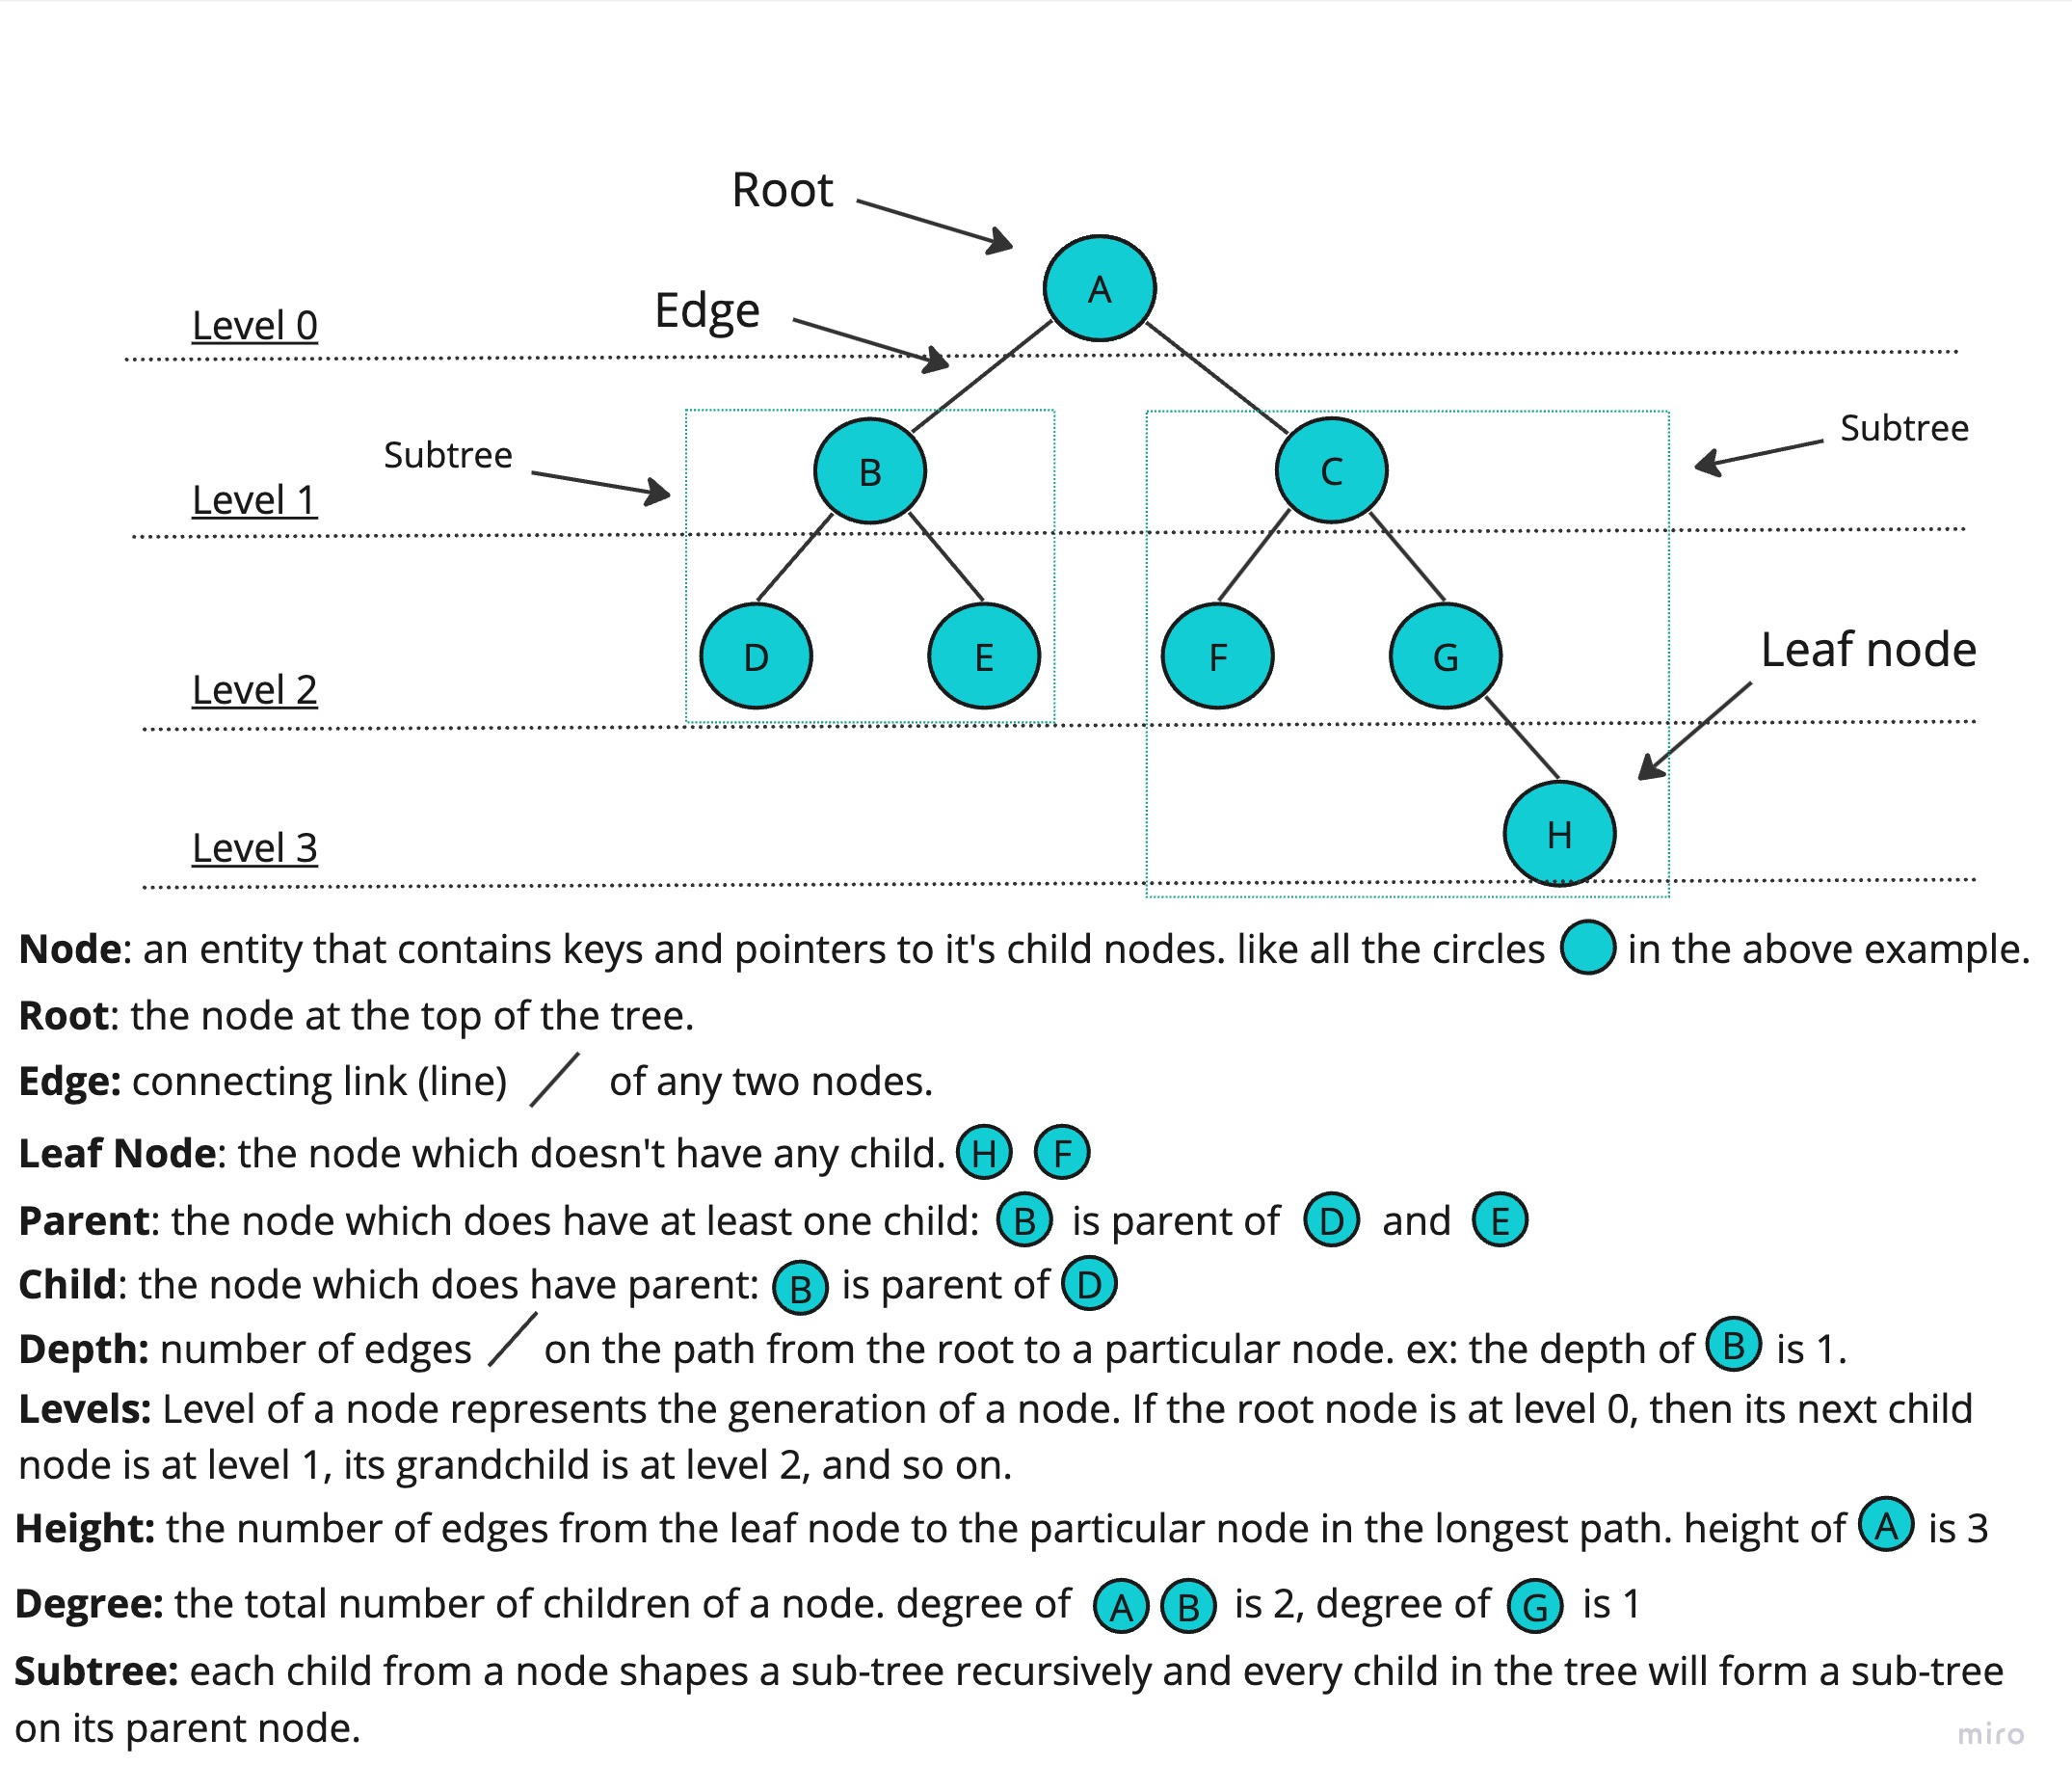 Root
A
Edge
Level 0
Subtree
Subtree
B
C
Level 1
D
E
F
G
Leaf node
Level 2
H
Level 3
Node: an entity that contains keys and pointers to it's child nodes. like all the circles in the above example.
Root: the node at the top of the tree.
Edge: connecting link (line) of any two nodes.
Leaf Node: the node which doesn't have any child. H F
Parent: the node which does have at least one child: B is parent of D and E
Child: the node which does have parent: B is parent of D
Depth: number of edges on the path from the root to a particular node. ex: the depth of B is 1.
Levels: Level of a node represents the generation of a node. If the root node is at level 0, then its next child
node is at level 1, its grandchild is at level 2, and so on.
Height: the number of edges from the leaf node to the particular node in the longest path. height of A is 3
Degree: the total number of children of a node. degree of A B is 2, degree of G is 1
Subtree: each child from a node shapes a sub-tree recursively and every child in the tree will form a sub-tree
on its parent node.
miro